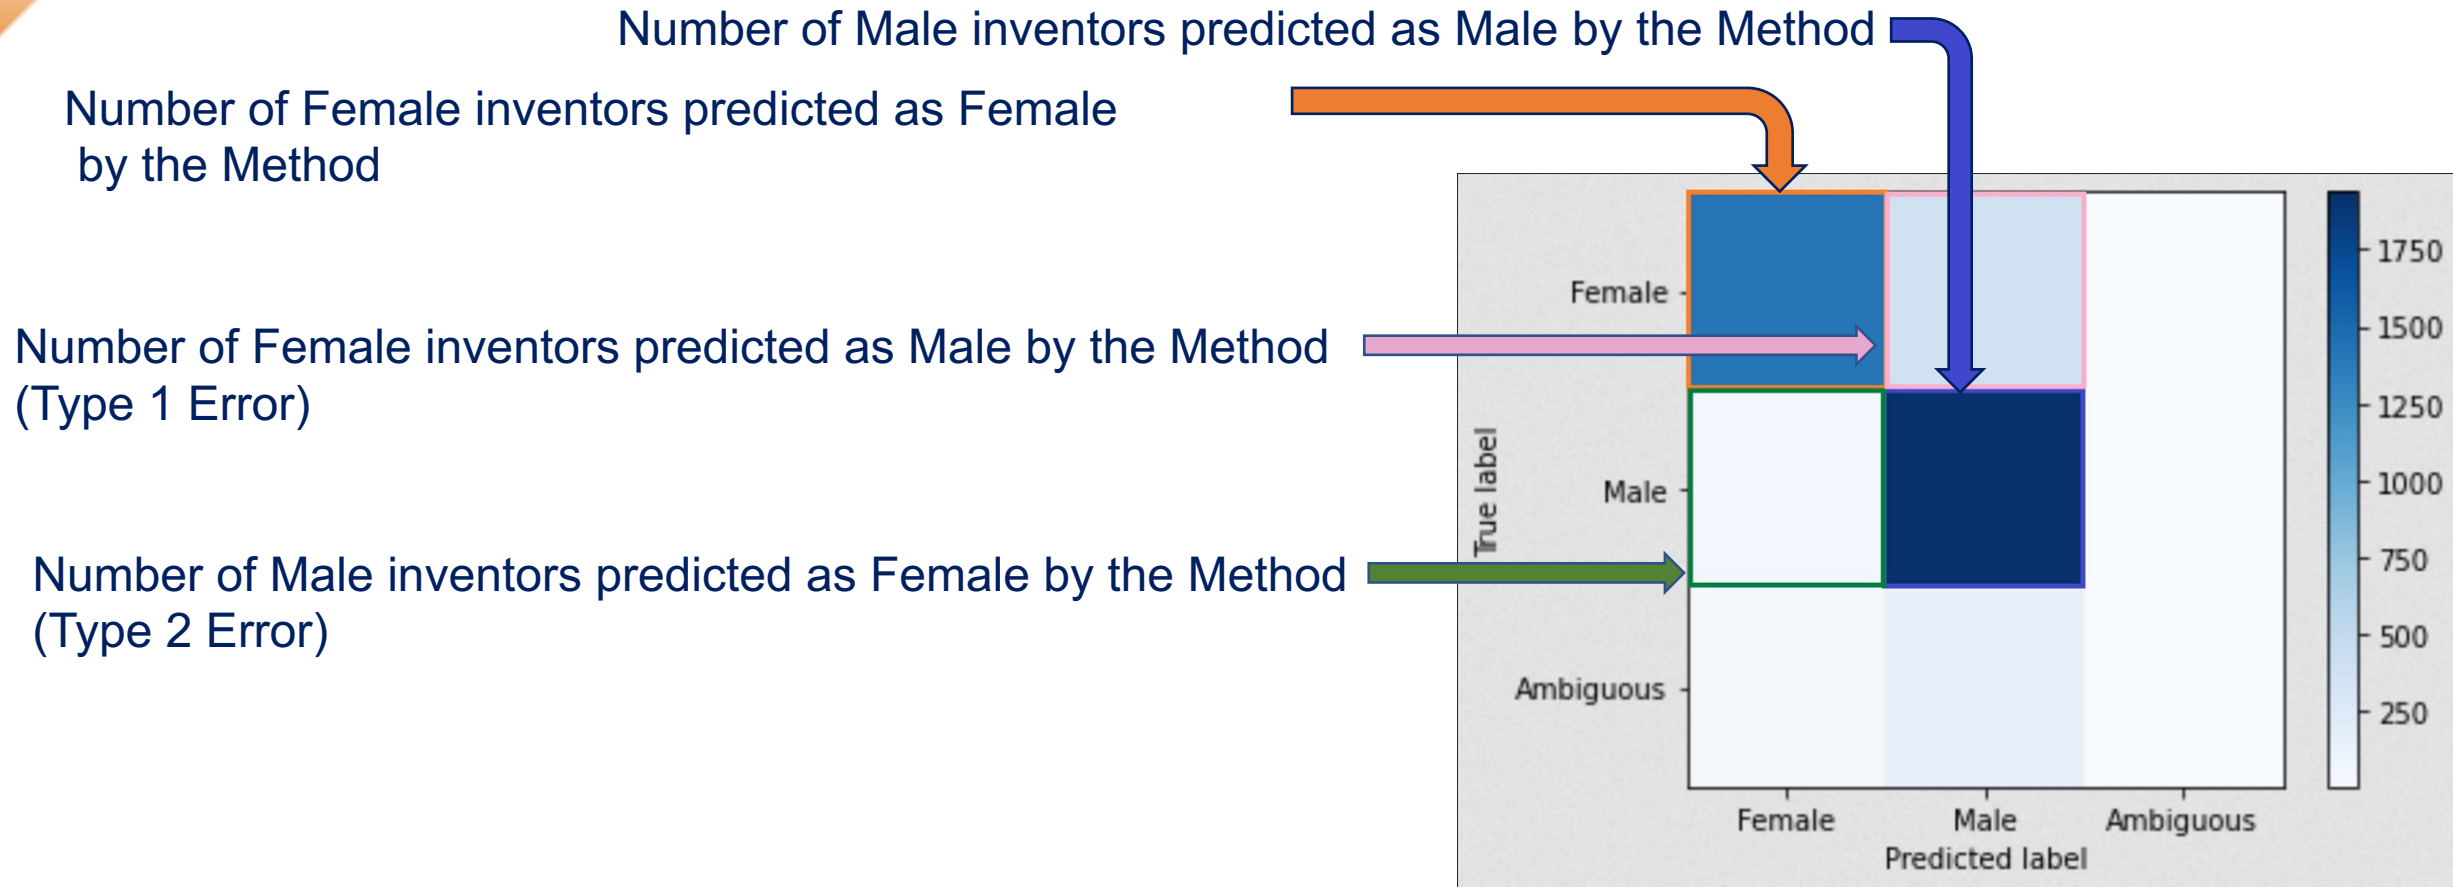 Number of Male inventors predicted as Male by the Method
Number of Female inventors predicted as Female
by the Method
Number of Female inventors predicted as Male by the Method
(Type 1 Error)
Number of Male inventors predicted as Female by the Method
(Type 2 Error)
True label
Female
Male
Ambiguous
Female
Male
Ambiguous
Predicted label
1750
1500
1250
1000
750
500
250